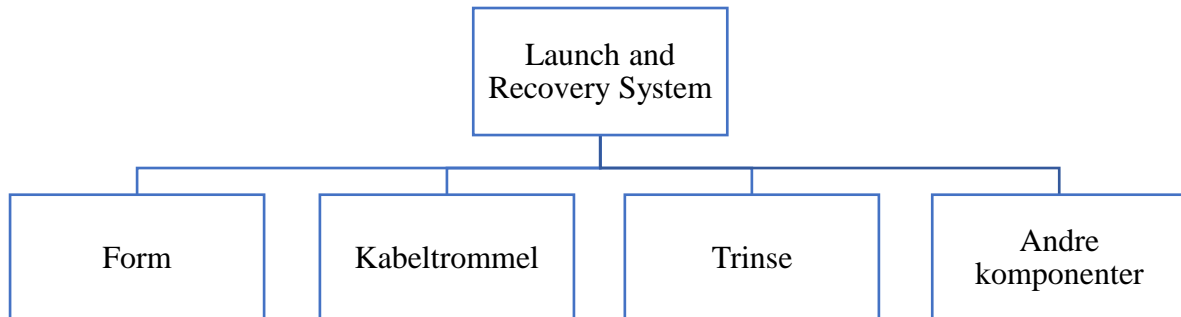 Launch and
Recovery System
Form
Kabeltrommel
Trinse
Andre
komponenter